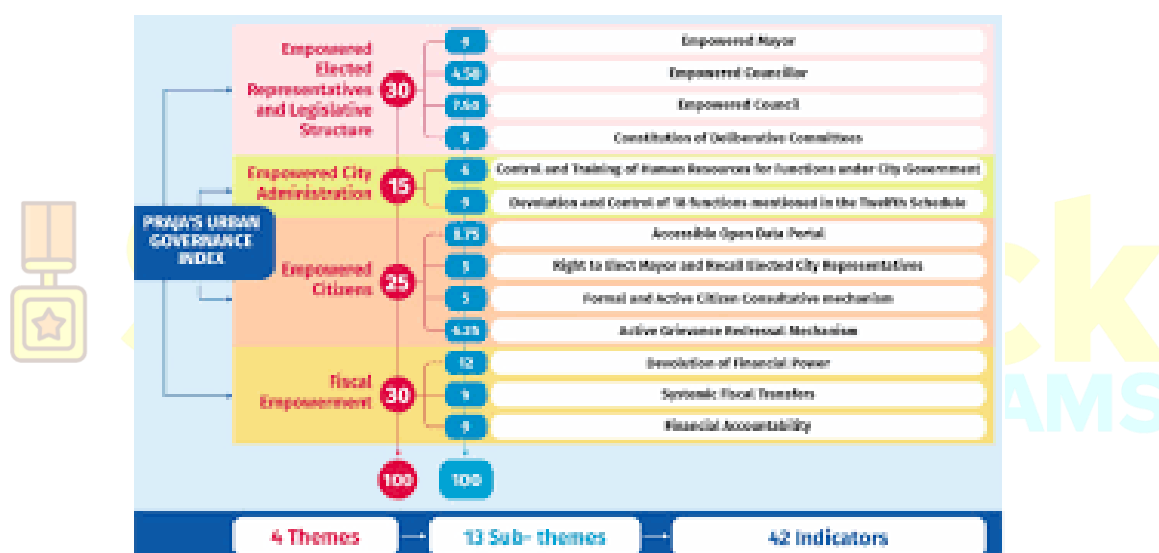 Empowered
Elected
Representatives
and Legislative
Structure
30
9
Empowered Mayor
4.50
Empowered Councillor
7.50
Empowered Council
9
Constitution of Deliberative Committees
Empowered City
Administration
15
6
Control and Training of Human Resources for Functions under City Government
9
Devolution and Control of 18 functions mentioned in the Twelfth Schedule
PRAJA'S URBAN
GOVERNANCE
INDEX
Empowered
Citizens
25
8.75
Accessible Open Data Portal
5
Right to Elect Mayor and Recall Elected City Representatives
5
Formal and Active Citizen Consultative mechanism
6.25
Active Grievance Redressal Mechanism
Fiscal
Empowerment
30
12
Devolution of Financial Power
9
Systemic Fiscal Transfers
9
Financial Accountability
100
100
4 Themes
13 Sub- themes
42 Indicators